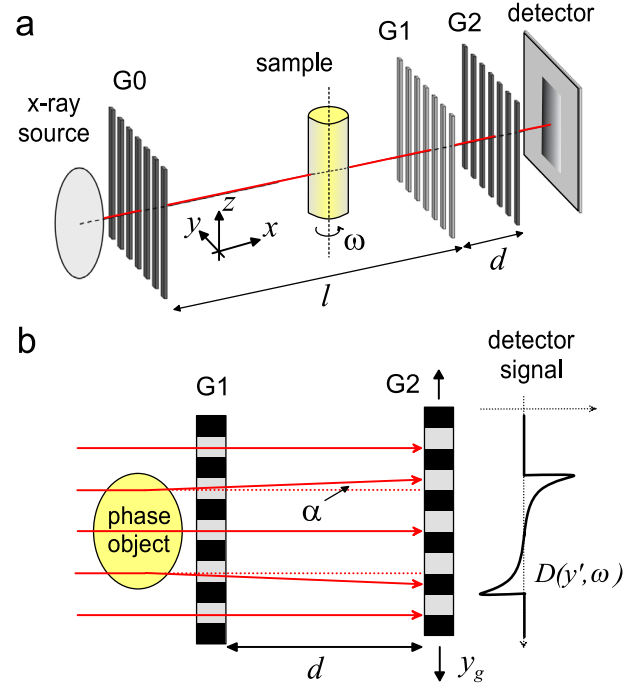 a
G0
G1
G2
detector
sample
x-ray
source
z
y
x
ω
l
d
b
G1
G2
detector
signal
phase
object
α
D(y′,ω)
d
y_g